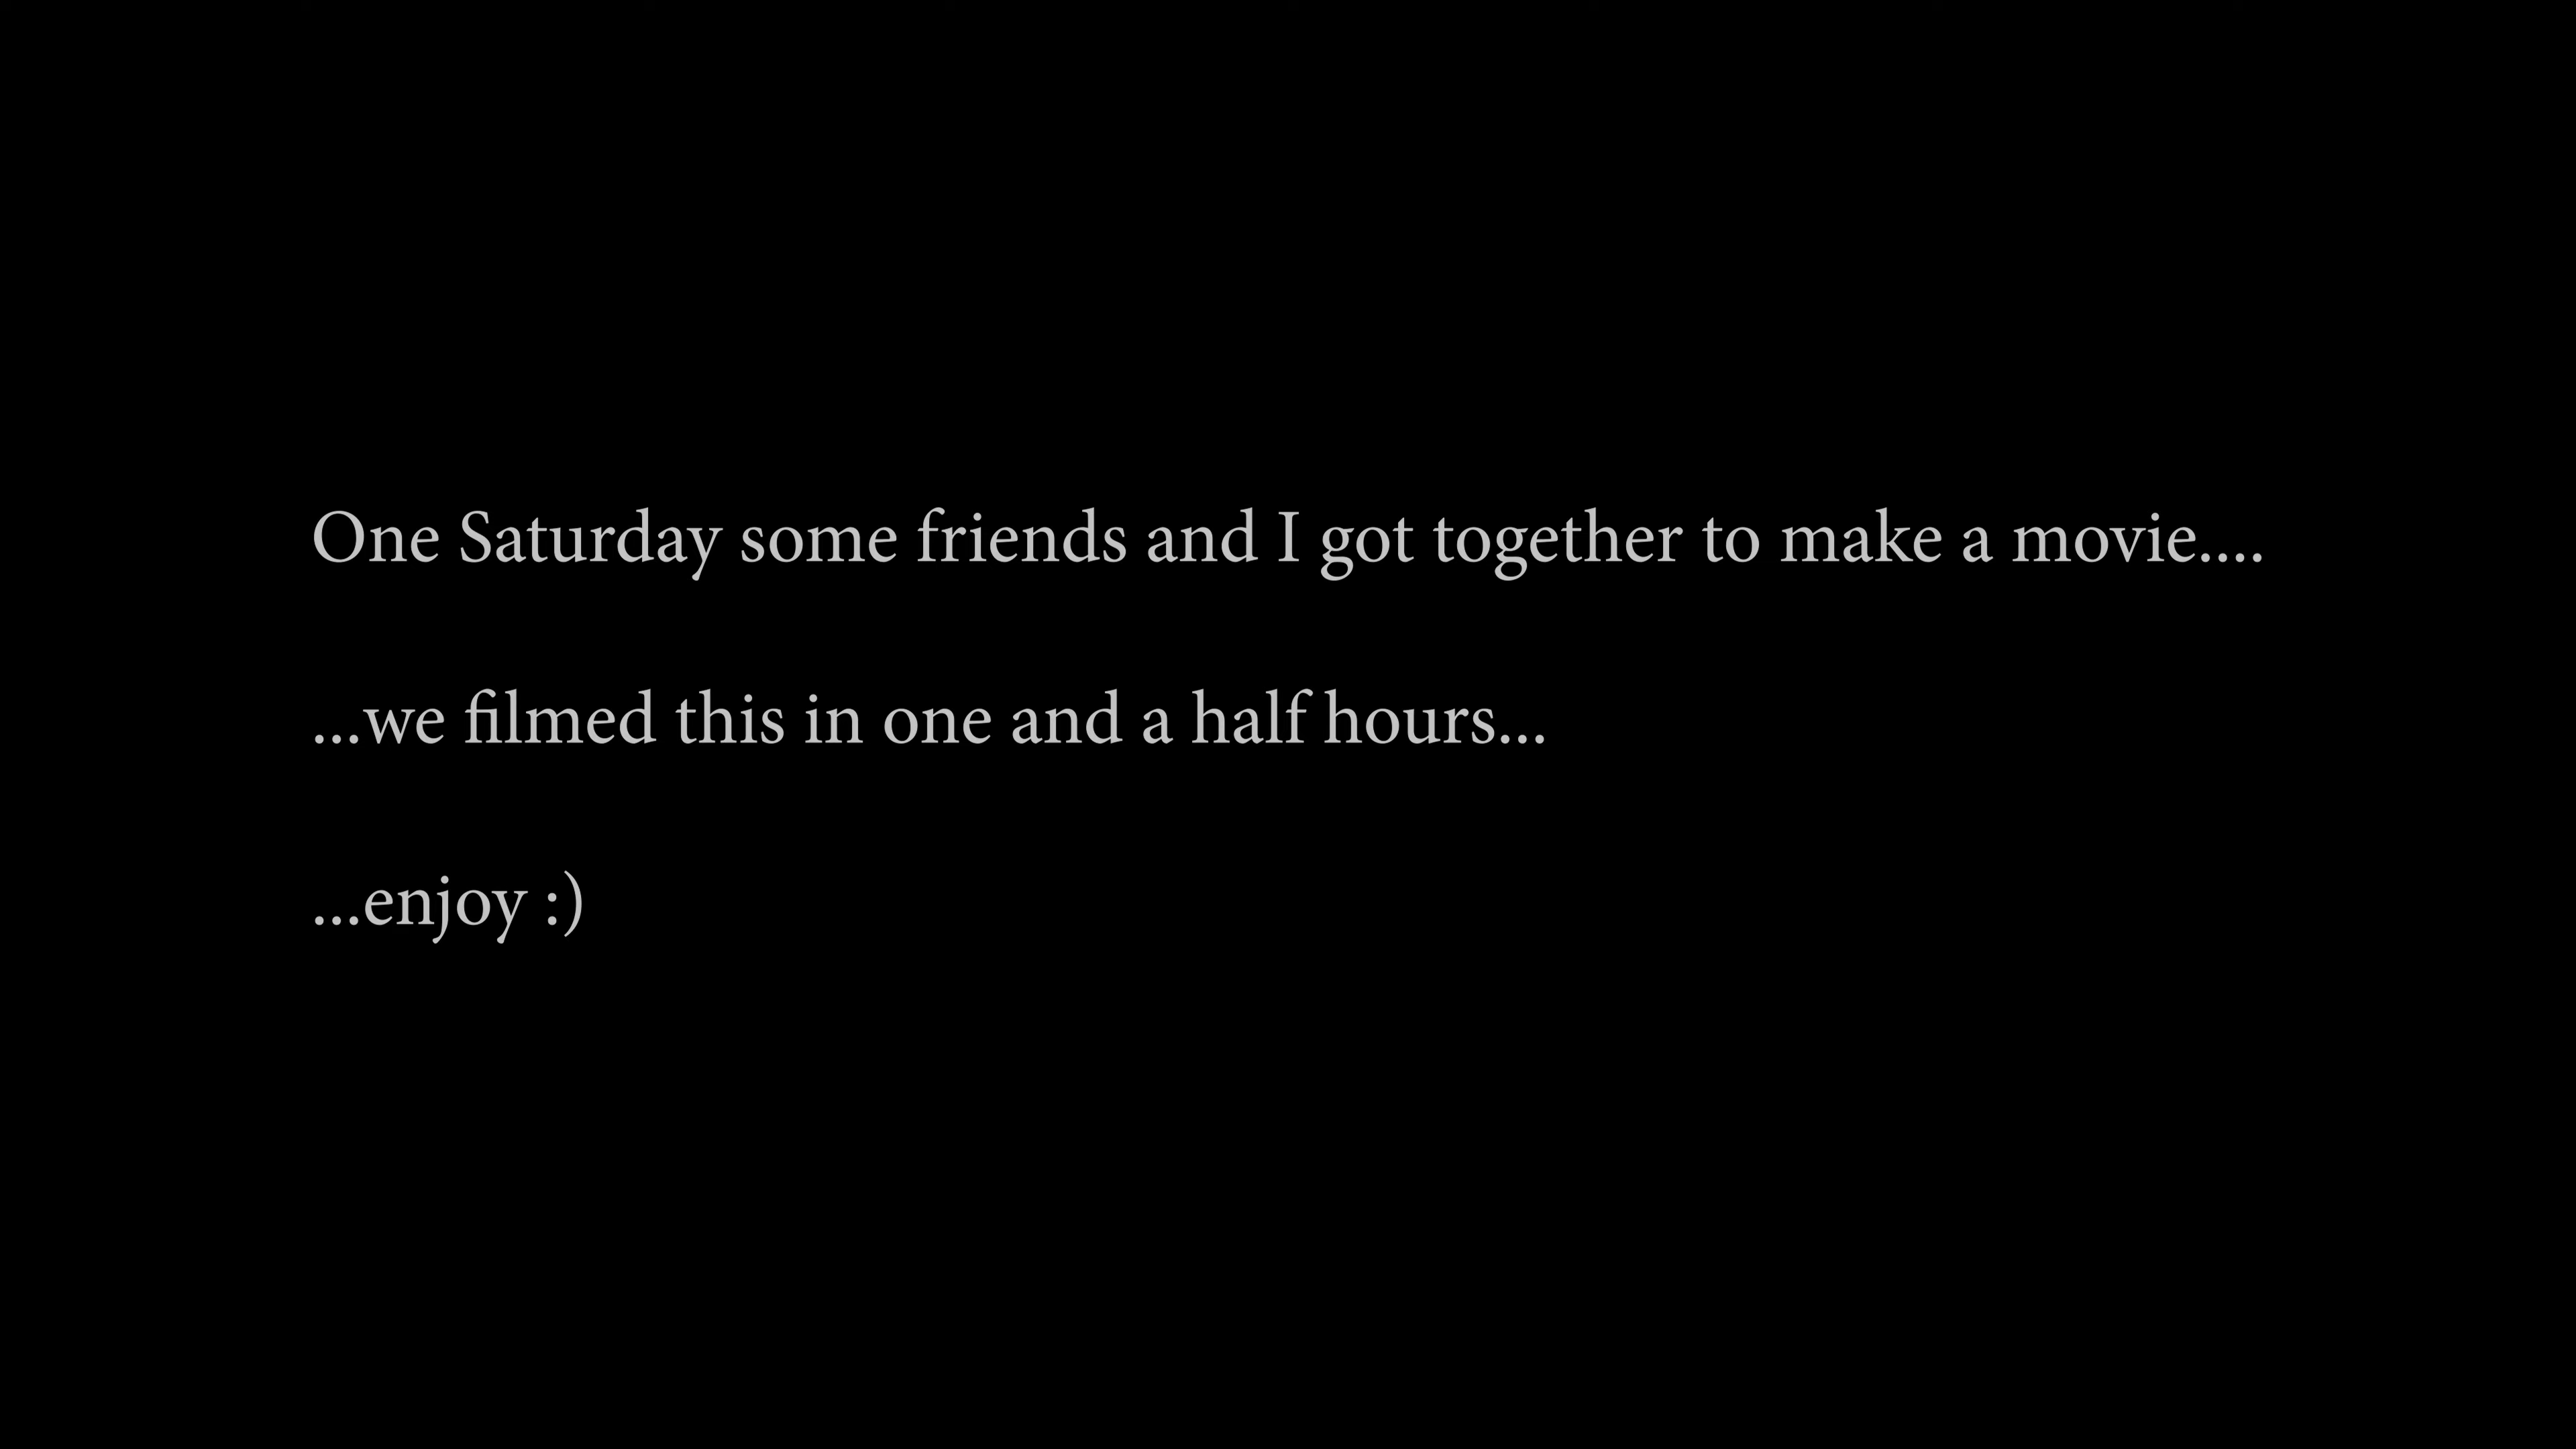 One Saturday some friends and I got together to make a movie....
...we filmed this in one and a half hours...
...enjoy :)